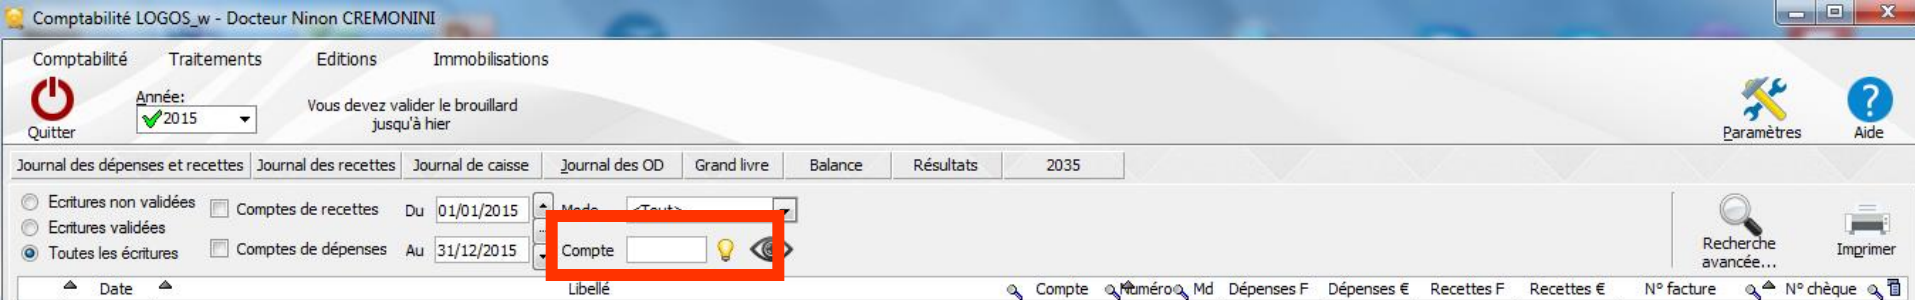 Comptabilité LOGOS_w - Docteur Ninon CREMONINI
Comptabilité Traitements Editions Immobilisations
Quitter
Année:
2015
Vous devez valider le brouillard
jusqu'à hier
Paramètres
Aide
Journal des dépenses et recettes Journal des recettes Journal de caisse Journal des OD Grand livre Balance Résultats 2035
Ecritures non validées
Ecritures validées
Toutes les écritures
Comptes de recettes
Comptes de dépenses
Du 01/01/2015
Au 31/12/2015
Mode <Tout>
Compte
Recherche
avancée...
Imprimer
Date Libellé Compte Numéro Md Dépenses F Dépenses € Recettes F Recettes € N° facture N° chèque